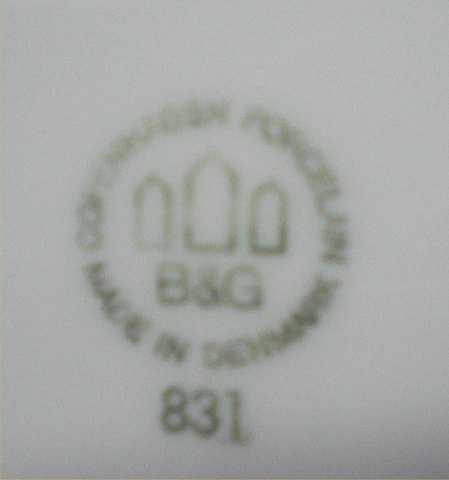 COPENHAGEN PORCELAIN
B&G
MADE IN DENMARK
831